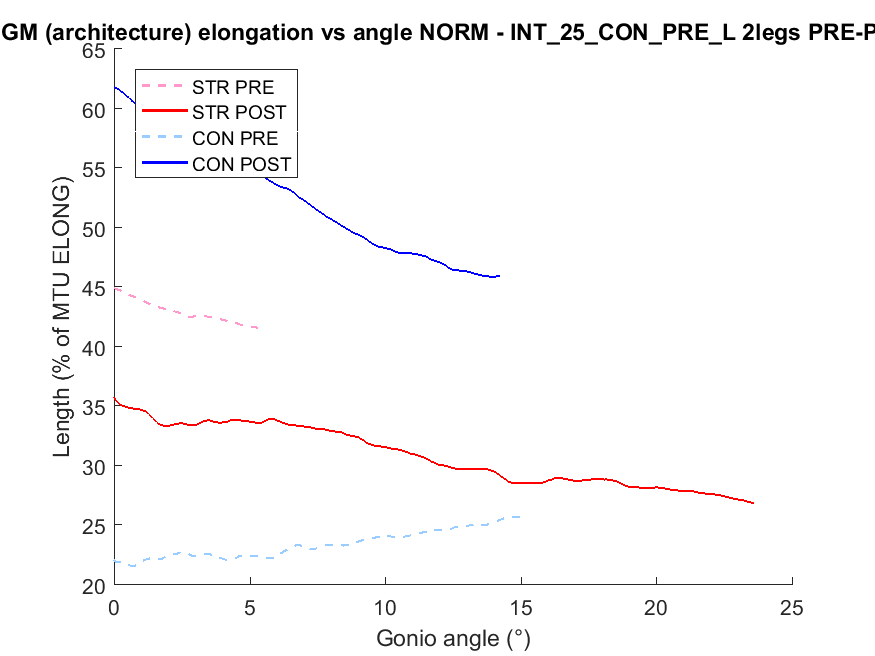 GM (architecture) elongation vs angle NORM - INT_25_CON_PRE_L 2legs PRE-P
65
60
55
50
45
40
35
30
25
20
Length (% of MTU ELONG)
STR PRE
STR POST
CON PRE
CON POST
0 5 10 15 20 25
Gonio angle (°)